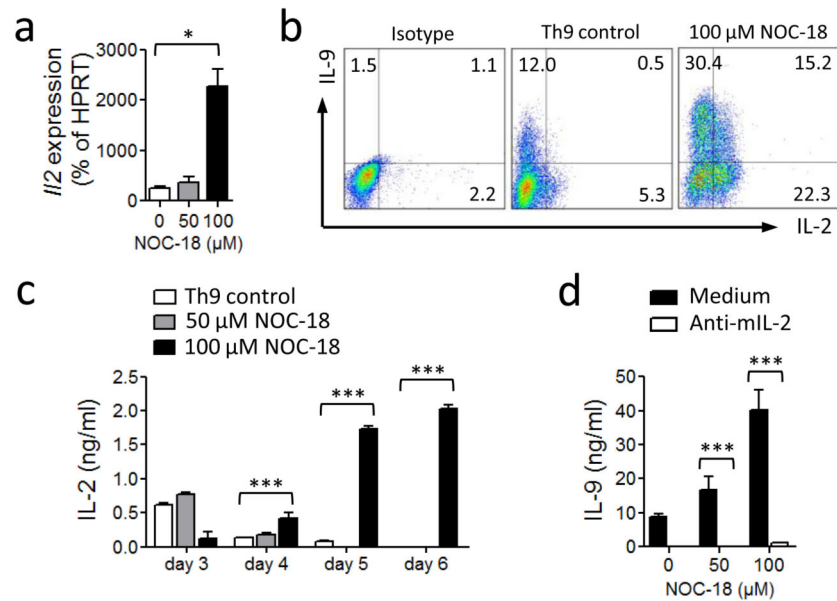 a
*
Il2 expression
(% of HPRT)
3000
2000
1000
0
0 50 100
NOC-18 (µM)
b
Isotype Th9 control 100 µM NOC-18
IL-9
1.5 1.1 12.0 0.5 30.4 15.2
2.2 5.3 22.3
IL-2
c
Th9 control
50 µM NOC-18
100 µM NOC-18
IL-2 (ng/ml)
2.5
2.0
1.5
1.0
0.5
0.0
*** *** ***
day 3 day 4 day 5 day 6
d
Medium
Anti-mIL-2
IL-9 (ng/ml)
50
40
30
20
10
0
*** ***
0 50 100
NOC-18 (µM)